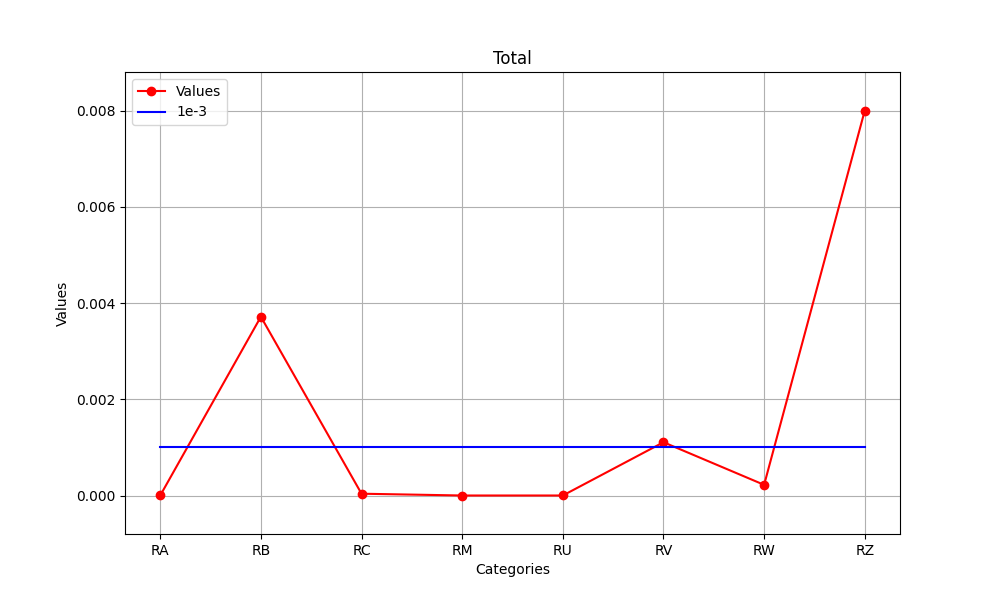 Total
Values
1e-3
0.008
0.006
0.004
0.002
0.000
Values
RA RB RC RM RU RV RW RZ
Categories